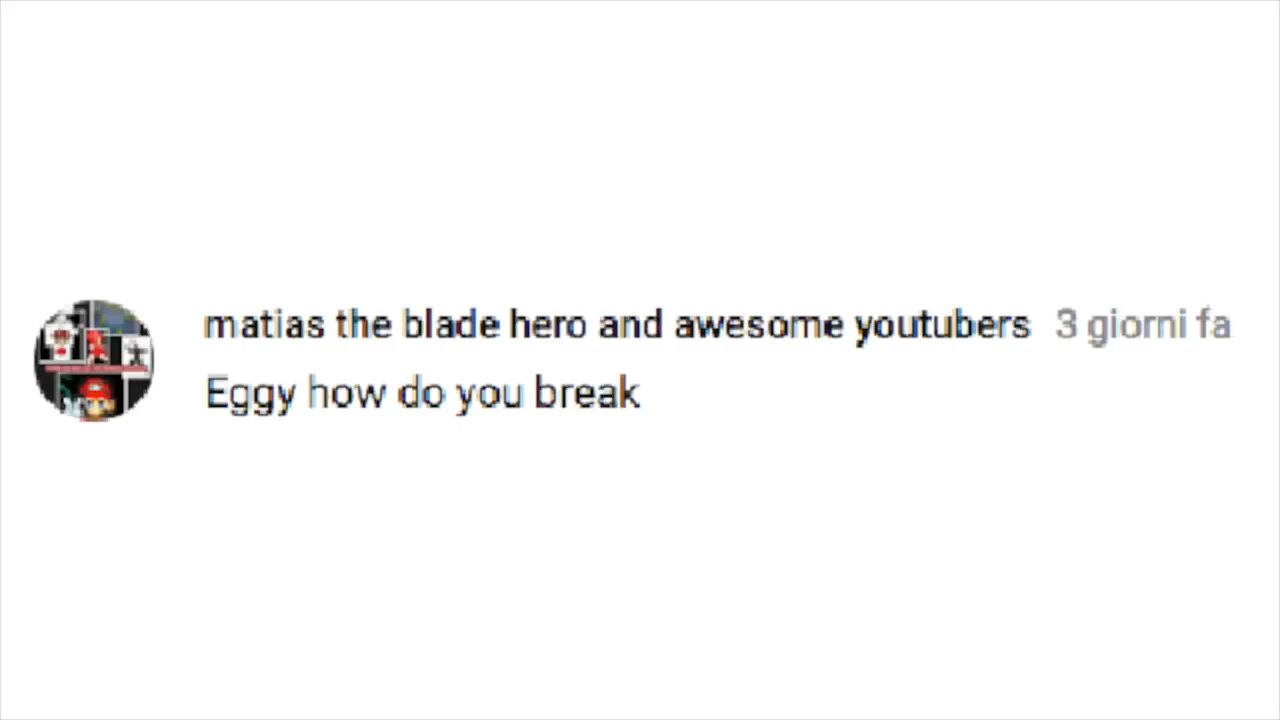 matias the blade hero and awesome youtubers 3 giorni fa
Eggy how do you break